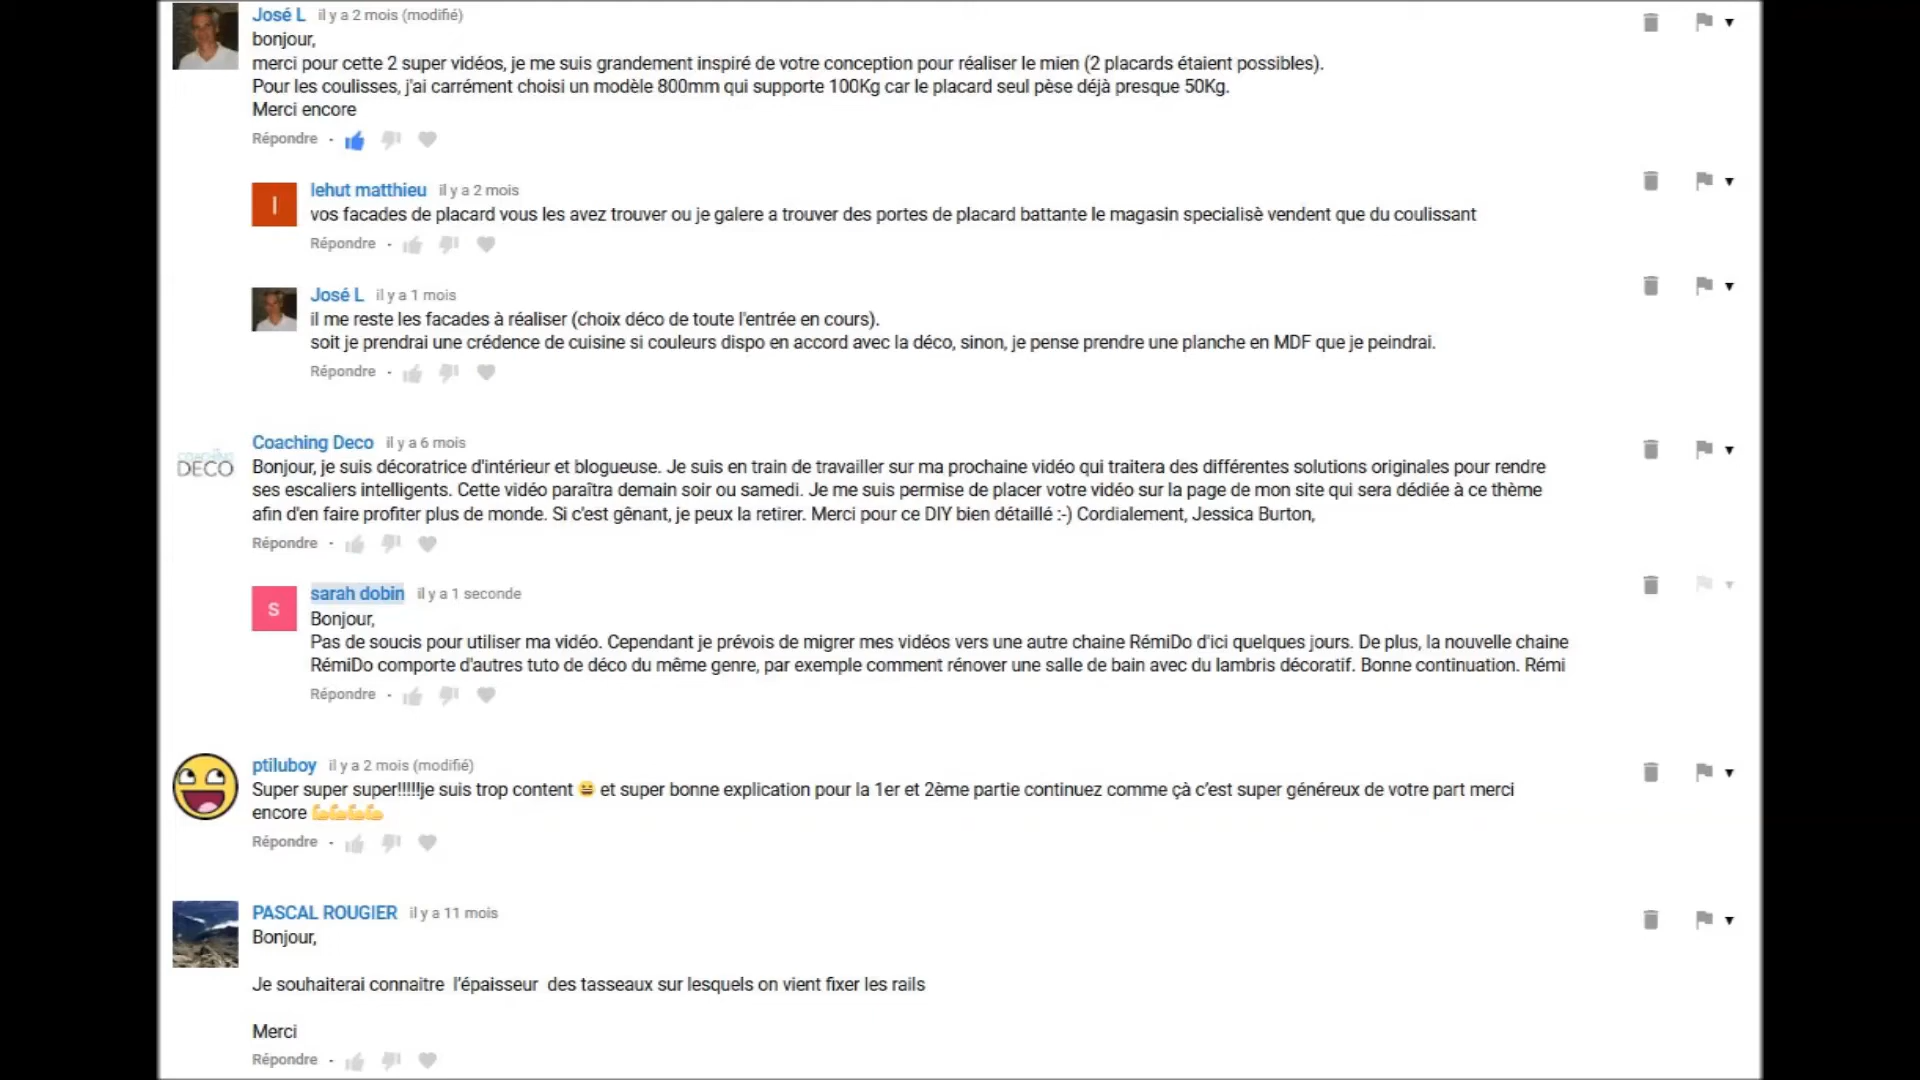 José L il y a 2 mois (modifié)
bonjour,
merci pour cette 2 super vidéos, je me suis grandement inspiré de votre conception pour réaliser le mien (2 placards étaient possibles).
Pour les coulisses, j'ai carrément choisi un modèle 800mm qui supporte 100Kg car le placard seul pèse déjà presque 50Kg.
Merci encore
Répondre -
l
lehut matthieu il y a 2 mois
vos facades de placard vous les avez trouver ou je galere a trouver des portes de placard battante le magasin specialisè vendent que du coulissant
Répondre -
José L il y a 1 mois
il me reste les facades à réaliser (choix déco de toute l'entrée en cours).
soit je prendrai une crédence de cuisine si couleurs dispo en accord avec la déco, sinon, je pense prendre une planche en MDF que je peindrai.
Répondre -
COACHING
DECO
Coaching Deco il y a 6 mois
Bonjour, je suis décoratrice d'intérieur et blogueuse. Je suis en train de travailler sur ma prochaine vidéo qui traitera des différentes solutions originales pour rendre
ses escaliers intelligents. Cette vidéo paraîtra demain soir ou samedi. Je me suis permise de placer votre vidéo sur la page de mon site qui sera dédiée à ce thème
afin d'en faire profiter plus de monde. Si c'est gênant, je peux la retirer. Merci pour ce DIY bien détaillé :-) Cordialement, Jessica Burton,
Répondre -
S
sarah dobin il y a 1 seconde
Bonjour,
Pas de soucis pour utiliser ma vidéo. Cependant je prévois de migrer mes vidéos vers une autre chaine RémiDo d'ici quelques jours. De plus, la nouvelle chaine
RémiDo comporte d'autres tuto de déco du même genre, par exemple comment rénover une salle de bain avec du lambris décoratif. Bonne continuation. Rémi
Répondre -
ptiluboy il y a 2 mois (modifié)
Super super super!!!!!je suis trop content 😆 et super bonne explication pour la 1er et 2ème partie continuez comme çà c'est super généreux de votre part merci
encore 💪💪💪💪
Répondre -
PASCAL ROUGIER il y a 11 mois
Bonjour,
Je souhaiterai connaitre l'épaisseur des tasseaux sur lesquels on vient fixer les rails
Merci
Répondre -